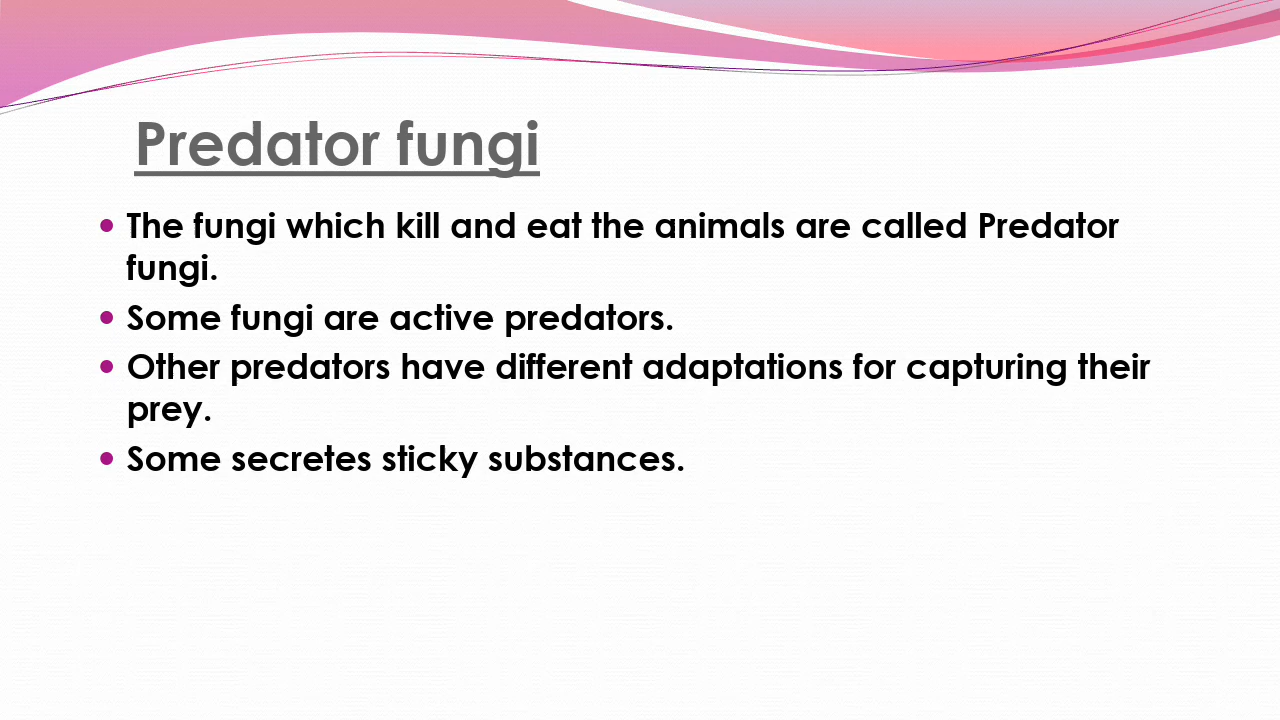 Predator fungi
• The fungi which kill and eat the animals are called Predator
fungi.
• Some fungi are active predators.
• Other predators have different adaptations for capturing their
prey.
• Some secretes sticky substances.